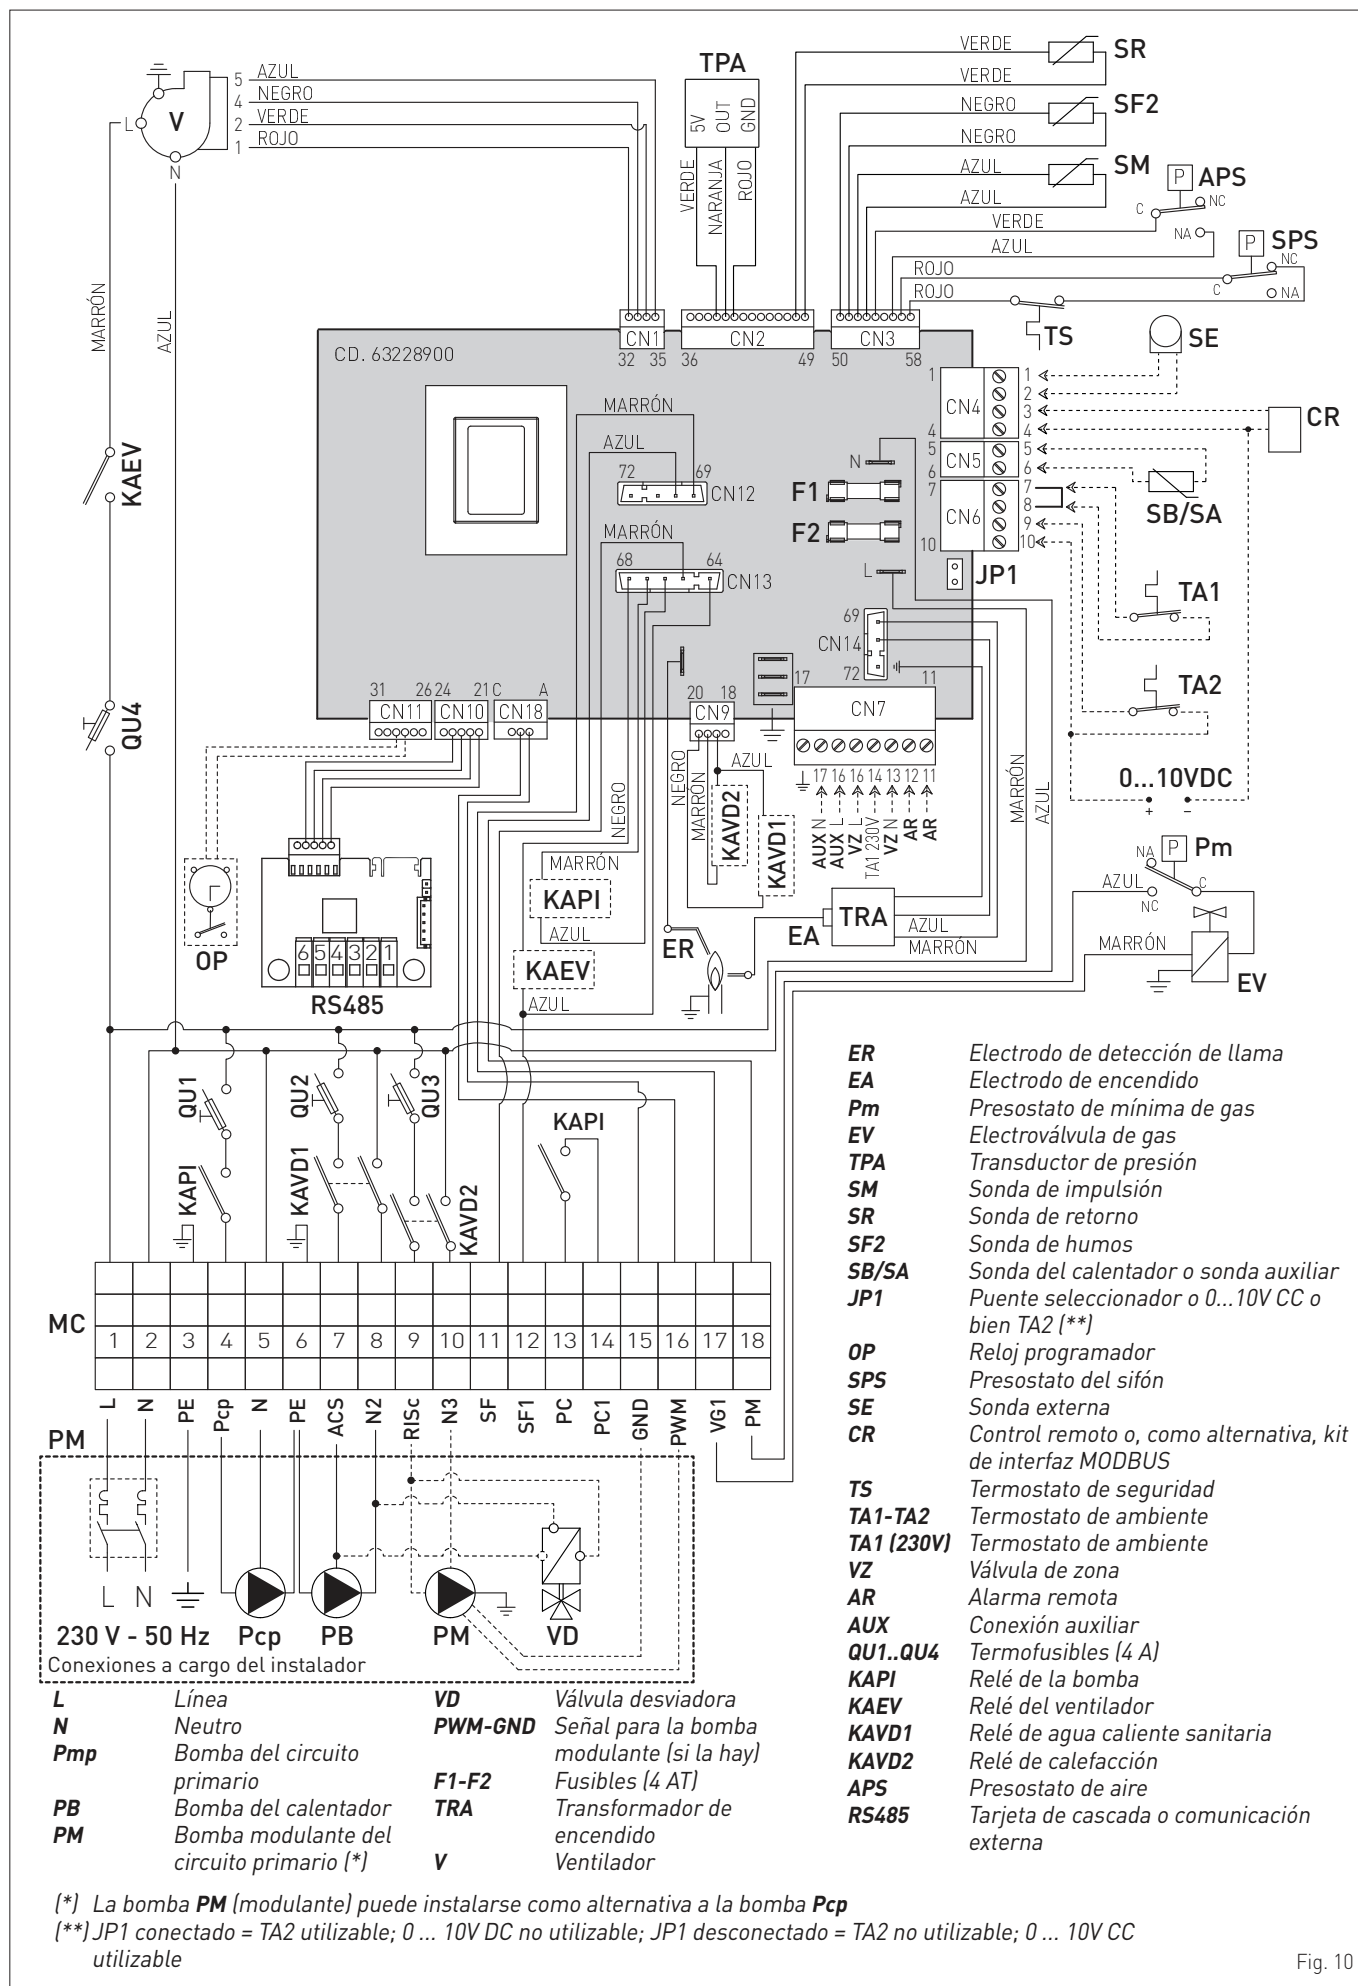 TPA
SR
SF2
SM
APS
SPS
TS
SE
CR
VERDE
VERDE
NEGRO
NEGRO
AZUL
AZUL
VERDE
AZUL
ROJO
ROJO
P
C
NC
NA
P
C
NC
NA
V
L
N
5 AZUL
4 NEGRO
2 VERDE
1 ROJO
5V
OUT
GND
VERDE
NARANJA
ROJO
MARRÓN
AZUL
CN1
32 35
CN2
36 49
CN3
50 58
CD. 63228900
MARRÓN
AZUL
72 69
CN12
MARRÓN
68 64
CN13
N
F1
F2
L
JP1
1
4
CN4
1
2
3
4
5
6
CN5
5
6
7
10
CN6
7
8
9
10
SB/SA
TA1
TA2
0...10VDC
+ -
KAEV
QU4
69
CN14
72
31 26
CN11
24 21
CN10
C A
CN18
20 18
CN9
17 11
CN7
17 16 16 14 13 12 11
AUX N
AUX L
VZ L
TA1 230V
VZ N
AR
AR
NEGRO
MARRÓN
AZUL
KAVD2
KAVD1
NEGRO
MARRÓN
KAPI
AZUL
KAEV
AZUL
MARRÓN
AZUL
OP
6 5 4 3 2 1
RS485
ER
EA
TRA
AZUL
MARRÓN
P
Pm
NA
NC
C
AZUL
MARRÓN
EV
QU1
QU2
QU3
KAPI
KAVD1
KAVD2
KAPI
MC
1 2 3 4 5 6 7 8 9 10 11 12 13 14 15 16 17 18
L N PE Pcp N PE ACS N2 RISc N3 SF SF1 PC PC1 GND PWM VG1 PM
PM
L N
230 V - 50 Hz
Pcp
PB
PM
VD
Conexiones a cargo del instalador
L Línea
N Neutro
Pmp Bomba del circuito
primario
PB Bomba del calentador
PM Bomba modulante del
circuito primario (*)
VD Válvula desviadora
PWM-GND Señal para la bomba
modulante (si la hay)
F1-F2 Fusibles (4 AT)
TRA Transformador de
encendido
V Ventilador
ER Electrodo de detección de llama
EA Electrodo de encendido
Pm Presostato de mínima de gas
EV Electroválvula de gas
TPA Transductor de presión
SM Sonda de impulsión
SR Sonda de retorno
SF2 Sonda de humos
SB/SA Sonda del calentador o sonda auxiliar
JP1 Puente seleccionador o 0...10V CC o
bien TA2 (**)
OP Reloj programador
SPS Presostato del sifón
SE Sonda externa
CR Control remoto o, como alternativa, kit
de interfaz MODBUS
TS Termostato de seguridad
TA1-TA2 Termostato de ambiente
TA1 (230V) Termostato de ambiente
VZ Válvula de zona
AR Alarma remota
AUX Conexión auxiliar
QU1..QU4 Termofusibles (4 A)
KAPI Relé de la bomba
KAEV Relé del ventilador
KAVD1 Relé de agua caliente sanitaria
KAVD2 Relé de calefacción
APS Presostato de aire
RS485 Tarjeta de cascada o comunicación
externa
(*) La bomba PM (modulante) puede instalarse como alternativa a la bomba Pcp
(**) JP1 conectado = TA2 utilizable; 0 ... 10V DC no utilizable; JP1 desconectado = TA2 no utilizable; 0 ... 10V CC
utilizable
Fig. 10